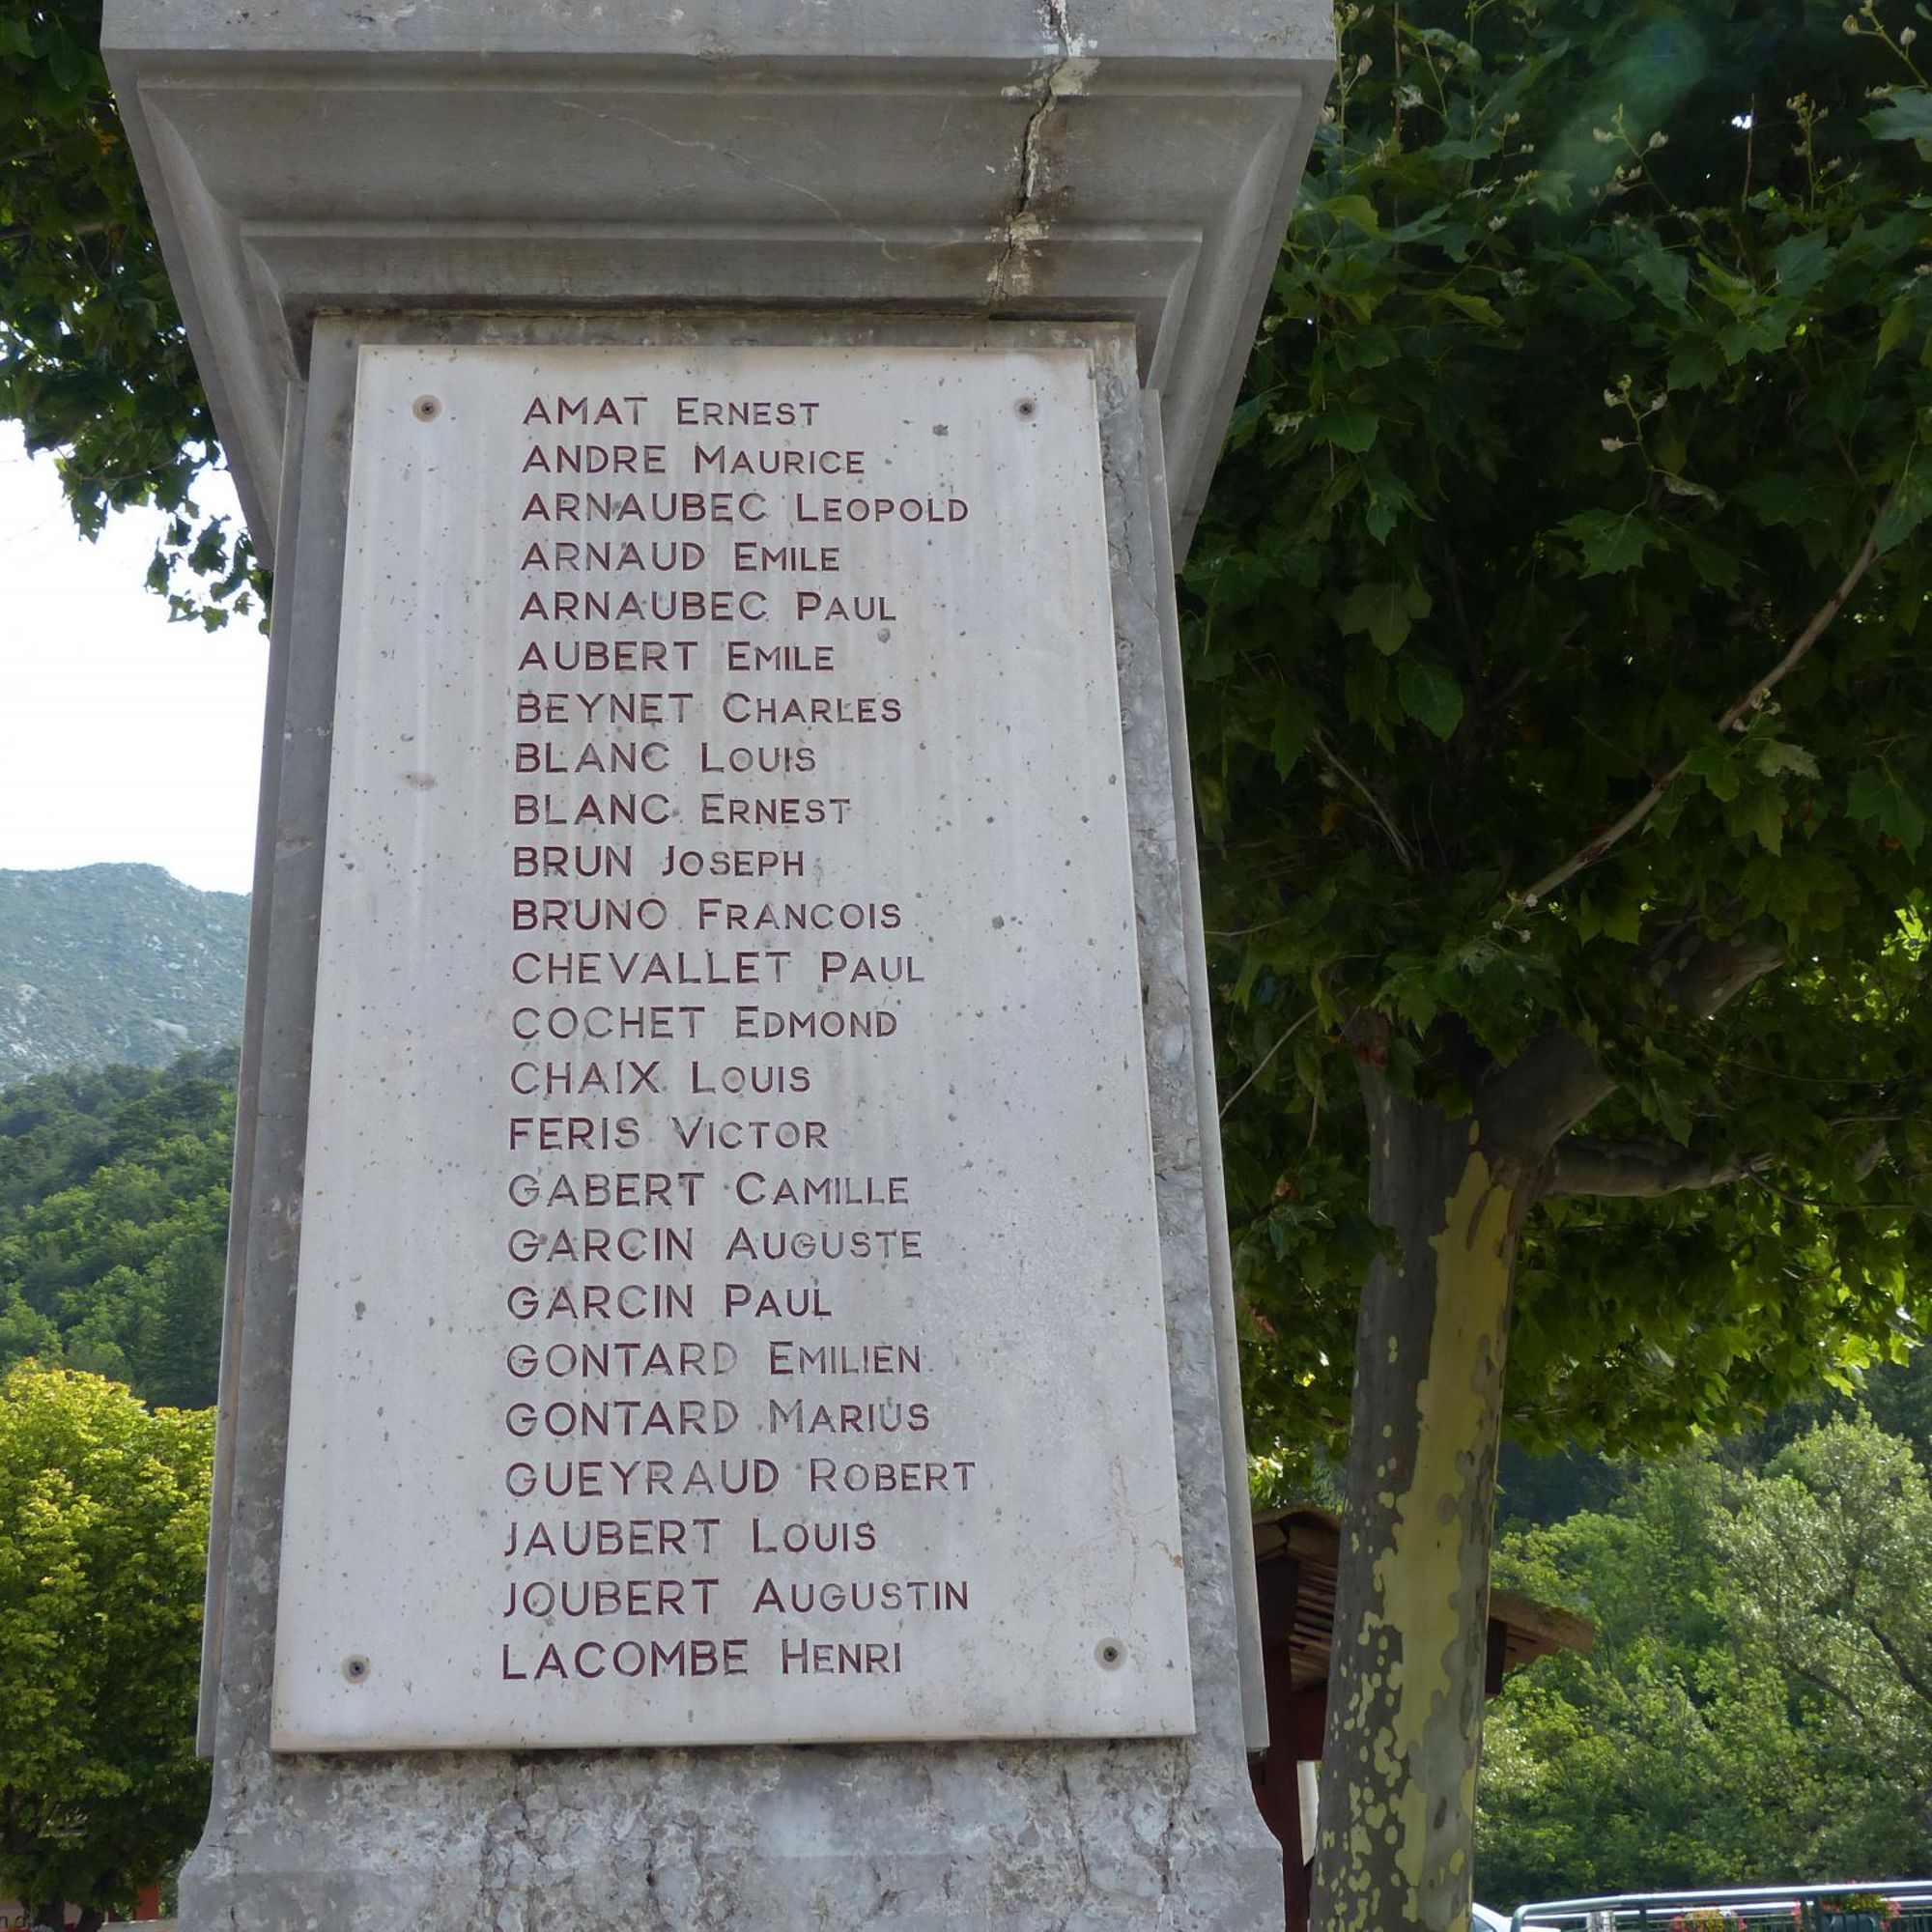 AMAT ERNEST
ANDRE MAURICE
ARNAUBEC LEOPOLD
ARNAUD EMILE
ARNAUBEC PAUL
AUBERT EMILE
BEYNET CHARLES
BLANC LOUIS
BLANC ERNEST
BRUN JOSEPH
BRUNO FRANCOIS
CHEVALLET PAUL
COCHET EDMOND
CHAIX LOUIS
FERIS VICTOR
GABERT CAMILLE
GARCIN AUGUSTE
GARCIN PAUL
GONTARD EMILIEN
GONTARD MARIUS
GUEYRAUD ROBERT
JAUBERT LOUIS
JOUBERT AUGUSTIN
LACOMBE HENRI